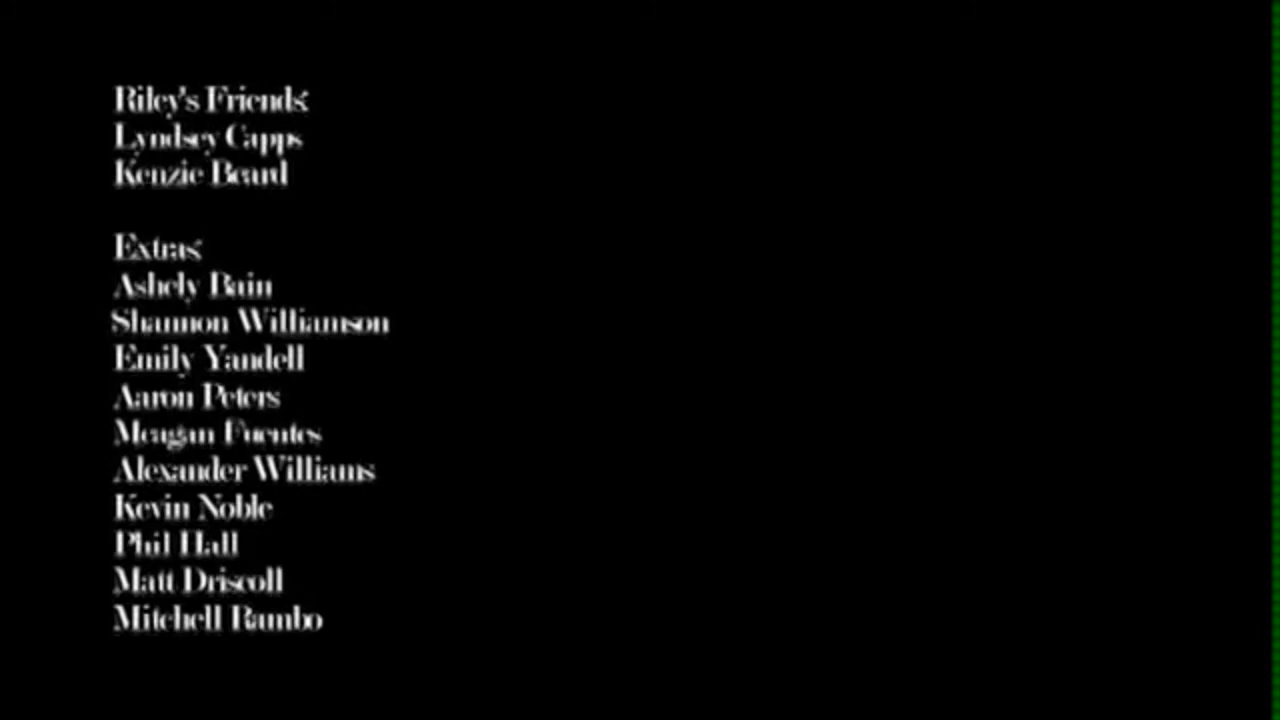 Riley's Friends:
Lyndsey Capps
Kenzie Beard
Extras:
Ashely Bain
Shannon Williamson
Emily Yandell
Aaron Peters
Meagan Fuentes
Alexander Williams
Kevin Noble
Phil Hall
Matt Driscoll
Mitchell Rambo